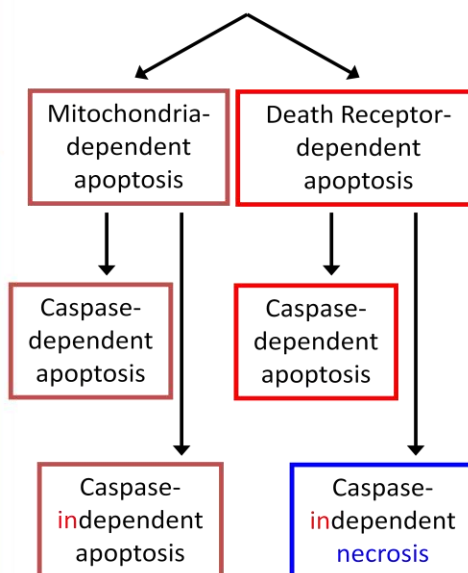 Mitochondria-
dependent
apoptosis
Death Receptor-
dependent
apoptosis
Caspase-
dependent
apoptosis
Caspase-
dependent
apoptosis
Caspase-
independent
apoptosis
Caspase-
independent
necrosis